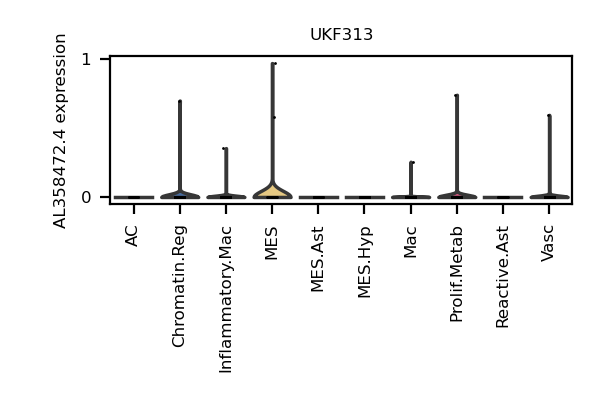 UKF313
AL358472.4 expression
1
0
AC
Chromatin.Reg
Inflammatory.Mac
MES
MES.Ast
MES.Hyp
Mac
Prolif.Metab
Reactive.Ast
Vasc